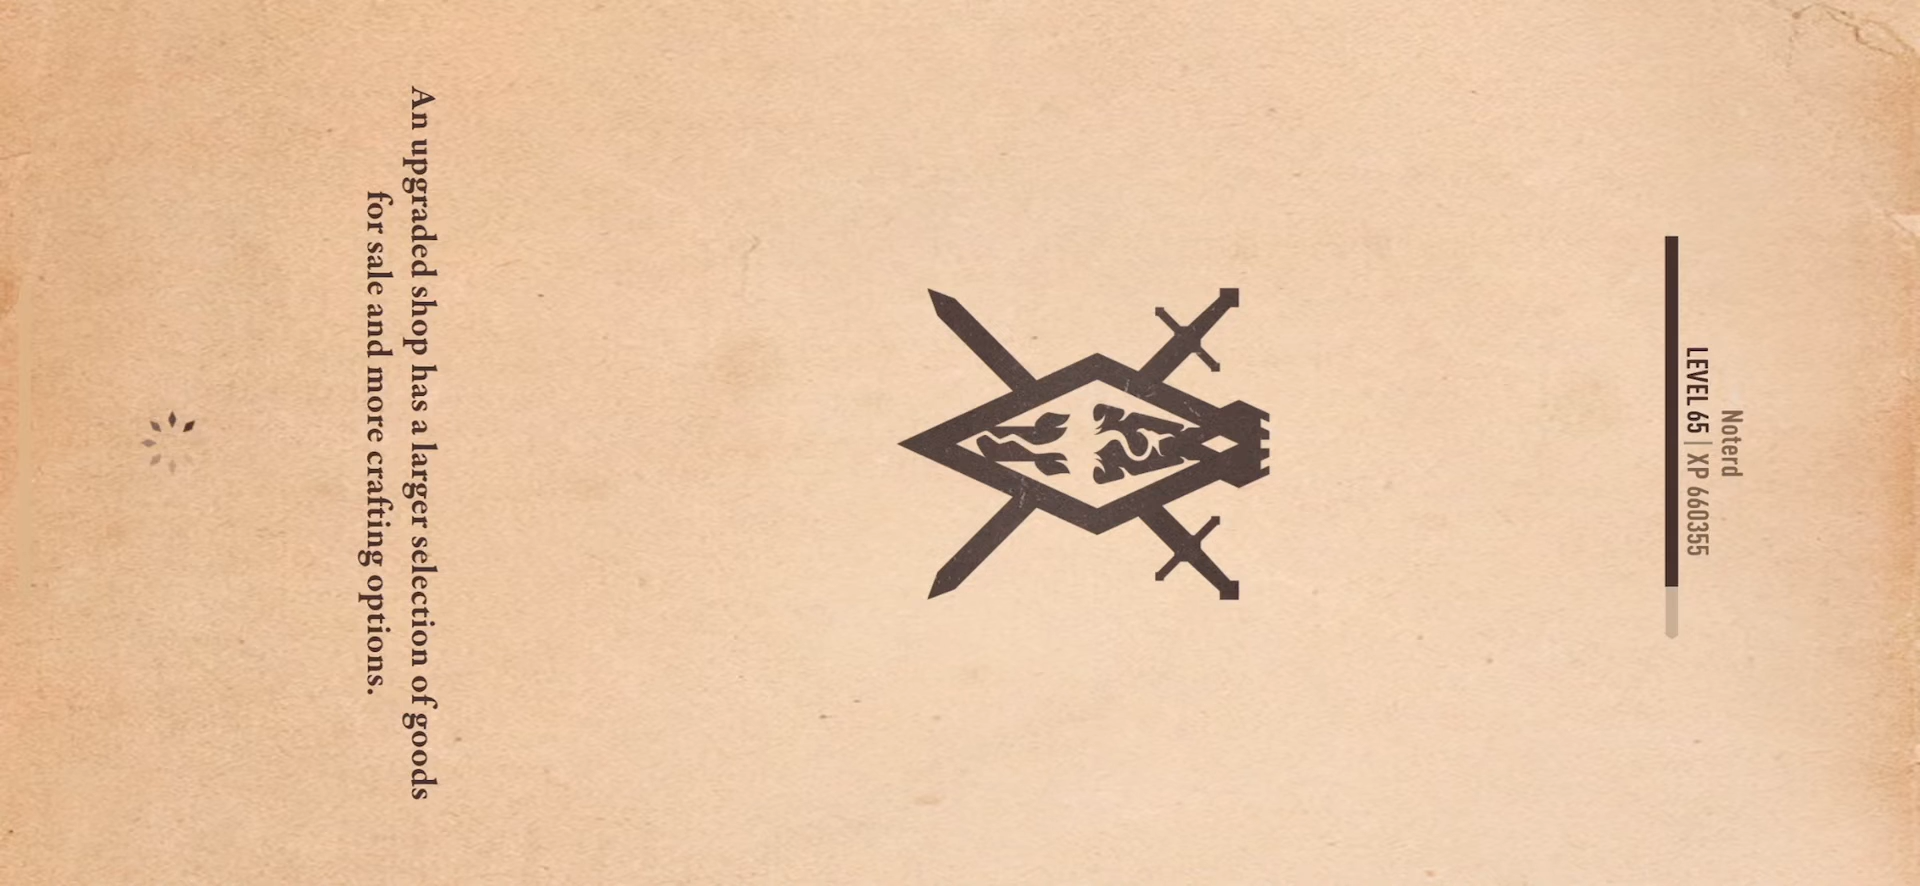 Noterd
LEVEL 65 | XP 660355
An upgraded shop has a larger selection of goods
for sale and more crafting options.